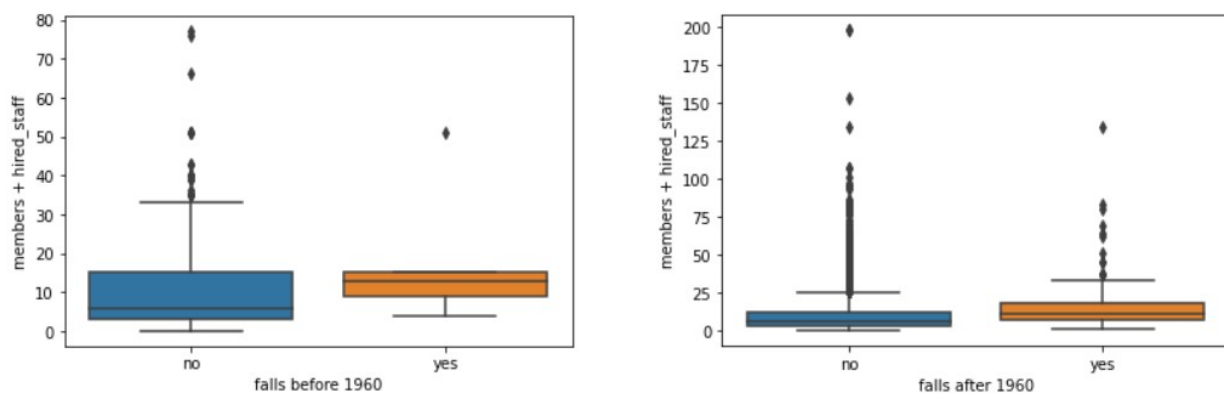 80
70
60
50
40
30
20
10
0
members + hired_staff
no
yes
falls before 1960
200
175
150
125
100
75
50
25
0
members + hired_staff
no
yes
falls after 1960